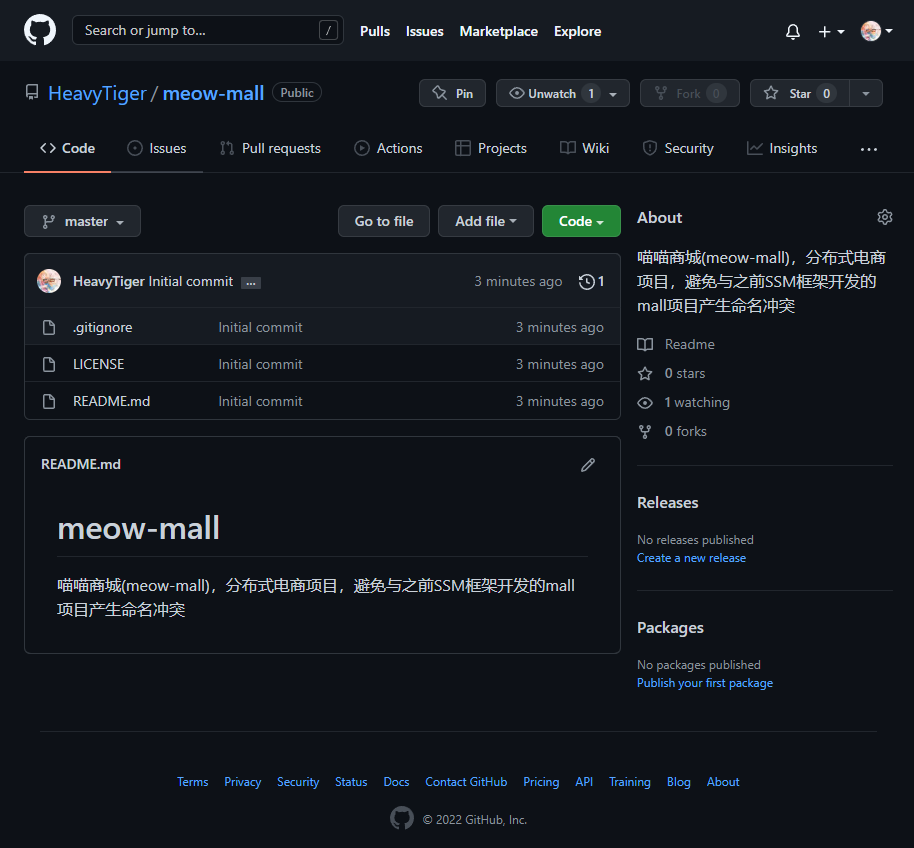 Search or jump to... /
Pulls Issues Marketplace Explore
HeavyTiger / meow-mall Public
Pin
Unwatch 1
Fork 0
Star 0
Code Issues Pull requests Actions Projects Wiki Security Insights ...
master
Go to file Add file Code
HeavyTiger Initial commit ... 3 minutes ago 1
.gitignore Initial commit 3 minutes ago
LICENSE Initial commit 3 minutes ago
README.md Initial commit 3 minutes ago
README.md
meow-mall
喵喵商城(meow-mall)，分布式电商项目，避免与之前SSM框架开发的mall
项目产生命名冲突
About
喵喵商城(meow-mall)，分布式电商
项目，避免与之前SSM框架开发的
mall项目产生命名冲突
Readme
0 stars
1 watching
0 forks
Releases
No releases published
Create a new release
Packages
No packages published
Publish your first package
Terms Privacy Security Status Docs Contact GitHub Pricing API Training Blog About
© 2022 GitHub, Inc.